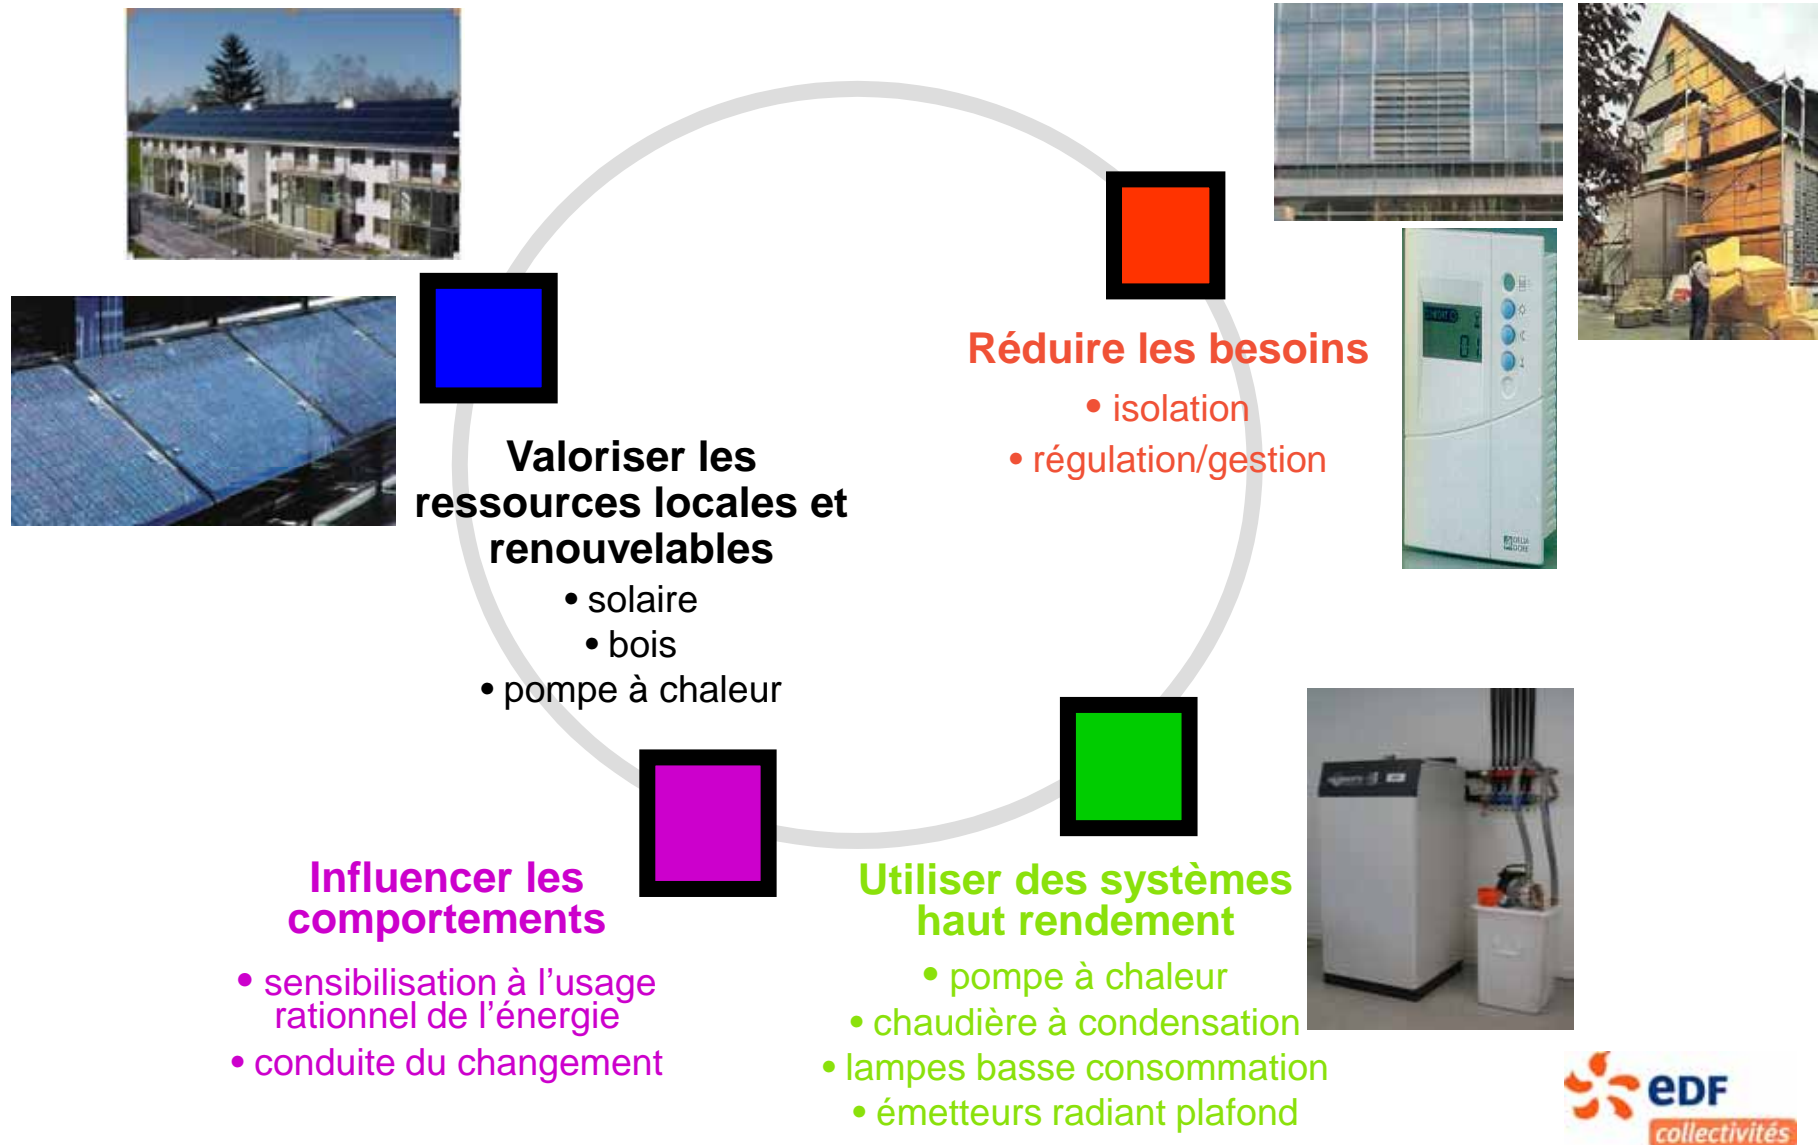 Réduire les besoins
• isolation
• régulation/gestion
Valoriser les
ressources locales et
renouvelables
• solaire
• bois
• pompe à chaleur
Influencer les
comportements
• sensibilisation à l’usage
rationnel de l’énergie
• conduite du changement
Utiliser des systèmes
haut rendement
• pompe à chaleur
• chaudière à condensation
• lampes basse consommation
• émetteurs radiant plafond
DELTA
DORE
eDF
collectivités